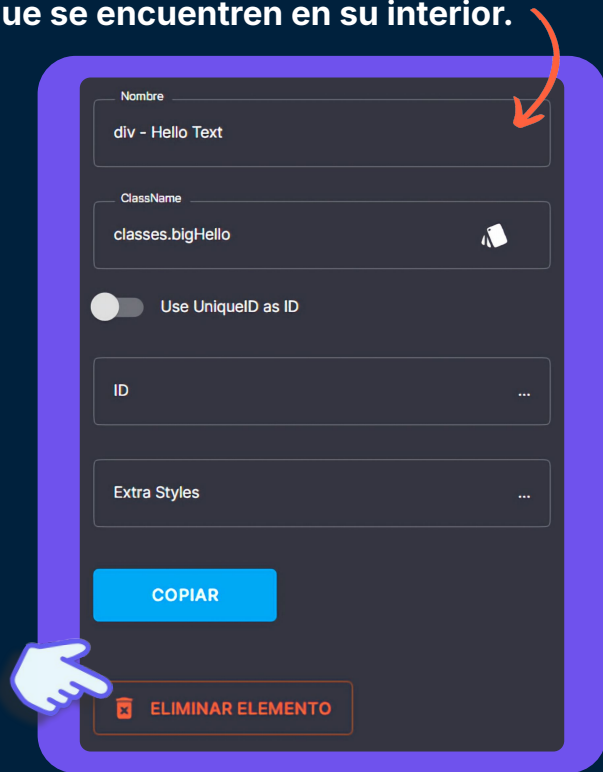 ue se encuentren en su interior.
Nombre
div - Hello Text
ClassName
classes.bigHello
Use UniqueID as ID
ID ...
Extra Styles ...
COPIAR
ELIMINAR ELEMENTO